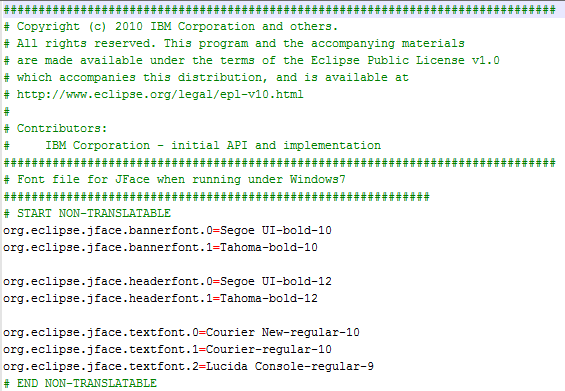 ###############################################################################
# Copyright (c) 2010 IBM Corporation and others.
# All rights reserved. This program and the accompanying materials
# are made available under the terms of the Eclipse Public License v1.0
# which accompanies this distribution, and is available at
# http://www.eclipse.org/legal/epl-v10.html
#
# Contributors:
#     IBM Corporation - initial API and implementation
###############################################################################
# Font file for JFace when running under Windows7
#############################################################
# START NON-TRANSLATABLE
org.eclipse.jface.bannerfont.0=Segoe UI-bold-10
org.eclipse.jface.bannerfont.1=Tahoma-bold-10

org.eclipse.jface.headerfont.0=Segoe UI-bold-12
org.eclipse.jface.headerfont.1=Tahoma-bold-12

org.eclipse.jface.textfont.0=Courier New-regular-10
org.eclipse.jface.textfont.1=Courier-regular-10
org.eclipse.jface.textfont.2=Lucida Console-regular-9
# END NON-TRANSLATABLE